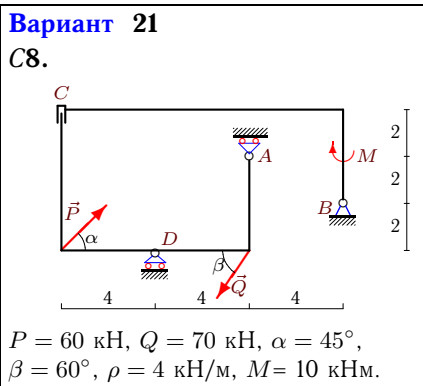 Вариант 21
C8.
C
2
A
M
2
P⃗
α
B
D
2
β
Q⃗
4
4
4
P = 60 кН, Q = 70 кН, α = 45°,
β = 60°, ρ = 4 кН/м, M= 10 кНм.